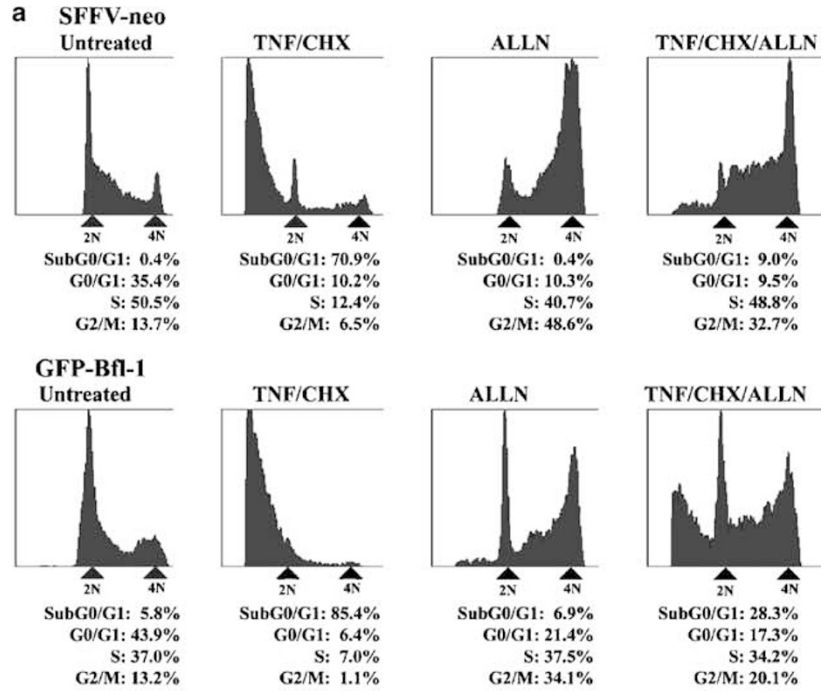 a
SFFV-neo
Untreated TNF/CHX ALLN TNF/CHX/ALLN
2N 4N 2N 4N 2N 4N 2N 4N
SubG0/G1: 0.4% SubG0/G1: 70.9% SubG0/G1: 0.4% SubG0/G1: 9.0%
G0/G1: 35.4% G0/G1: 10.2% G0/G1: 10.3% G0/G1: 9.5%
S: 50.5% S: 12.4% S: 40.7% S: 48.8%
G2/M: 13.7% G2/M: 6.5% G2/M: 48.6% G2/M: 32.7%
GFP-Bfl-1
Untreated TNF/CHX ALLN TNF/CHX/ALLN
2N 4N 2N 4N 2N 4N 2N 4N
SubG0/G1: 5.8% SubG0/G1: 85.4% SubG0/G1: 6.9% SubG0/G1: 28.3%
G0/G1: 43.9% G0/G1: 6.4% G0/G1: 21.4% G0/G1: 17.3%
S: 37.0% S: 7.0% S: 37.5% S: 34.2%
G2/M: 13.2% G2/M: 1.1% G2/M: 34.1% G2/M: 20.1%